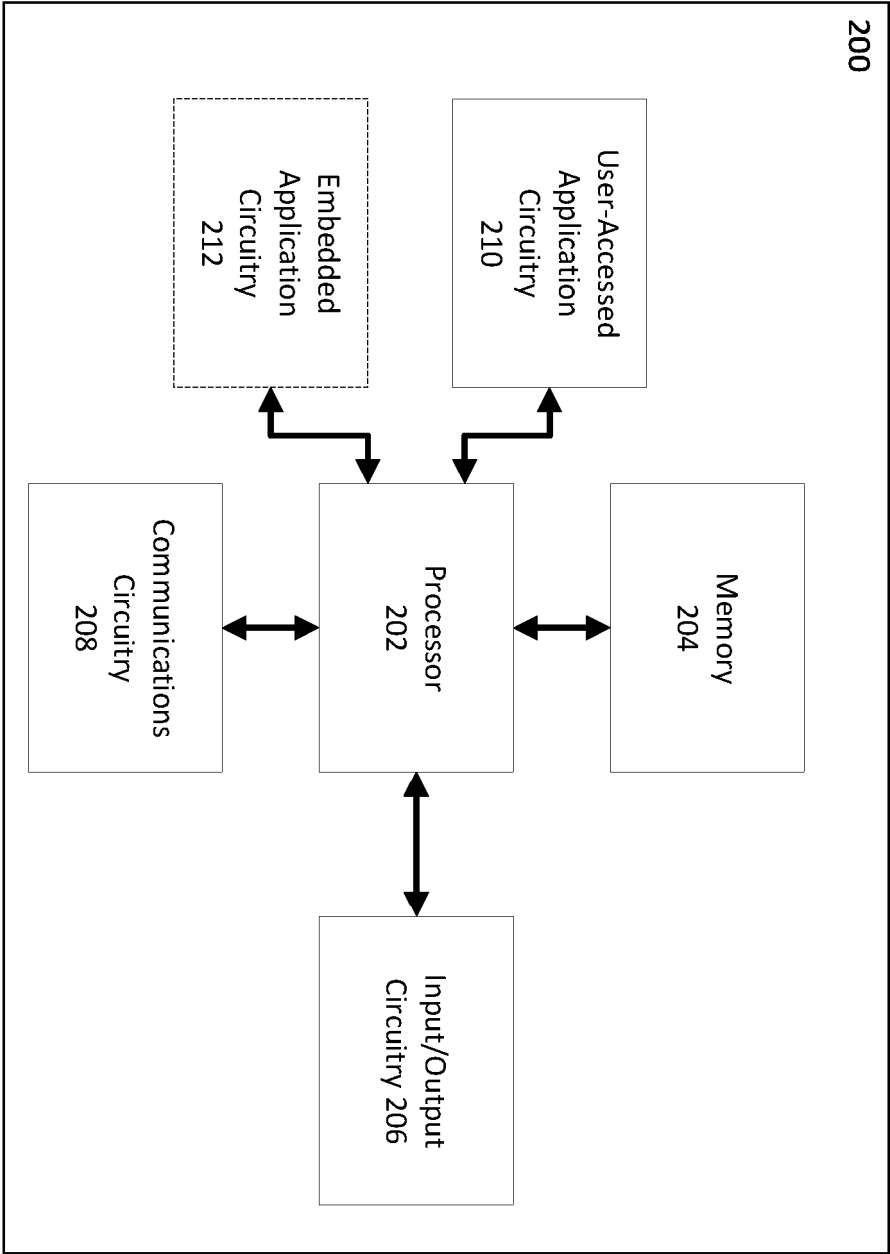 200
User-Accessed
Application
Circuitry
210
Embedded
Application
Circuitry
212
Memory
204
Processor
202
Communications
Circuitry
208
Input/Output
Circuitry 206